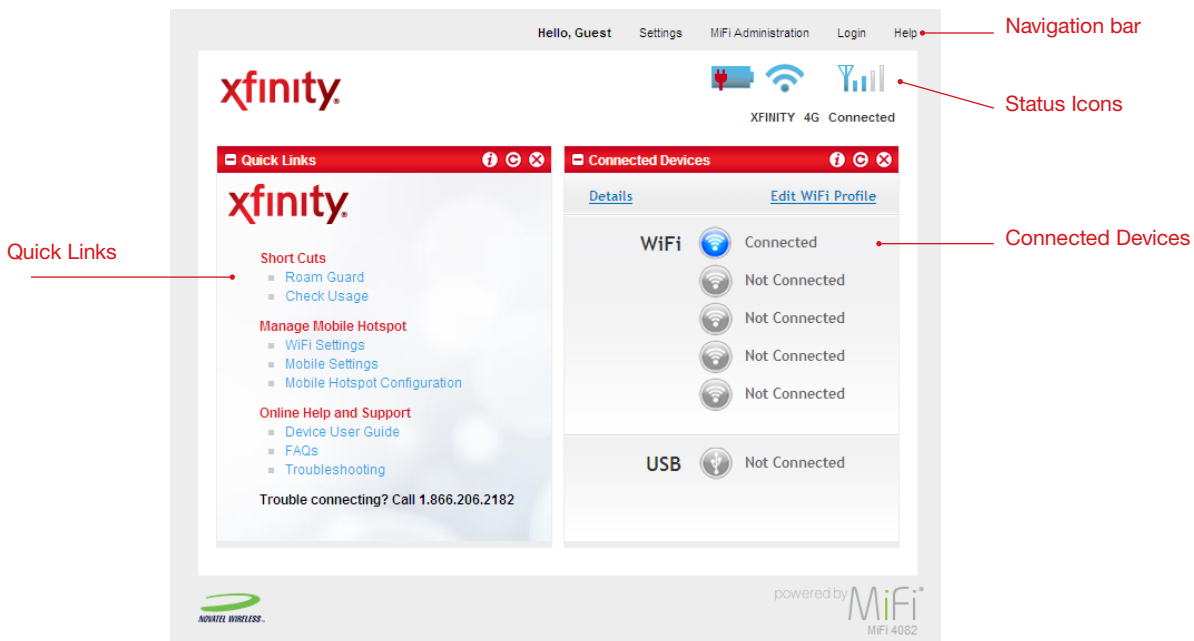 Hello, Guest Settings MiFi Administration Login Help
Navigation bar
xfinity.
Status Icons
XFINITY 4G Connected
Quick Links
Connected Devices
xfinity.
Details Edit WiFi Profile
Quick Links
Short Cuts
Roam Guard
Check Usage
Manage Mobile Hotspot
WiFi Settings
Mobile Settings
Mobile Hotspot Configuration
Online Help and Support
Device User Guide
FAQs
Troubleshooting
Trouble connecting? Call 1.866.206.2182
WiFi Connected
Connected Devices
Not Connected
Not Connected
Not Connected
Not Connected
USB Not Connected
NOVATEL WIRELESS
powered by MiFi
MiFi 4082